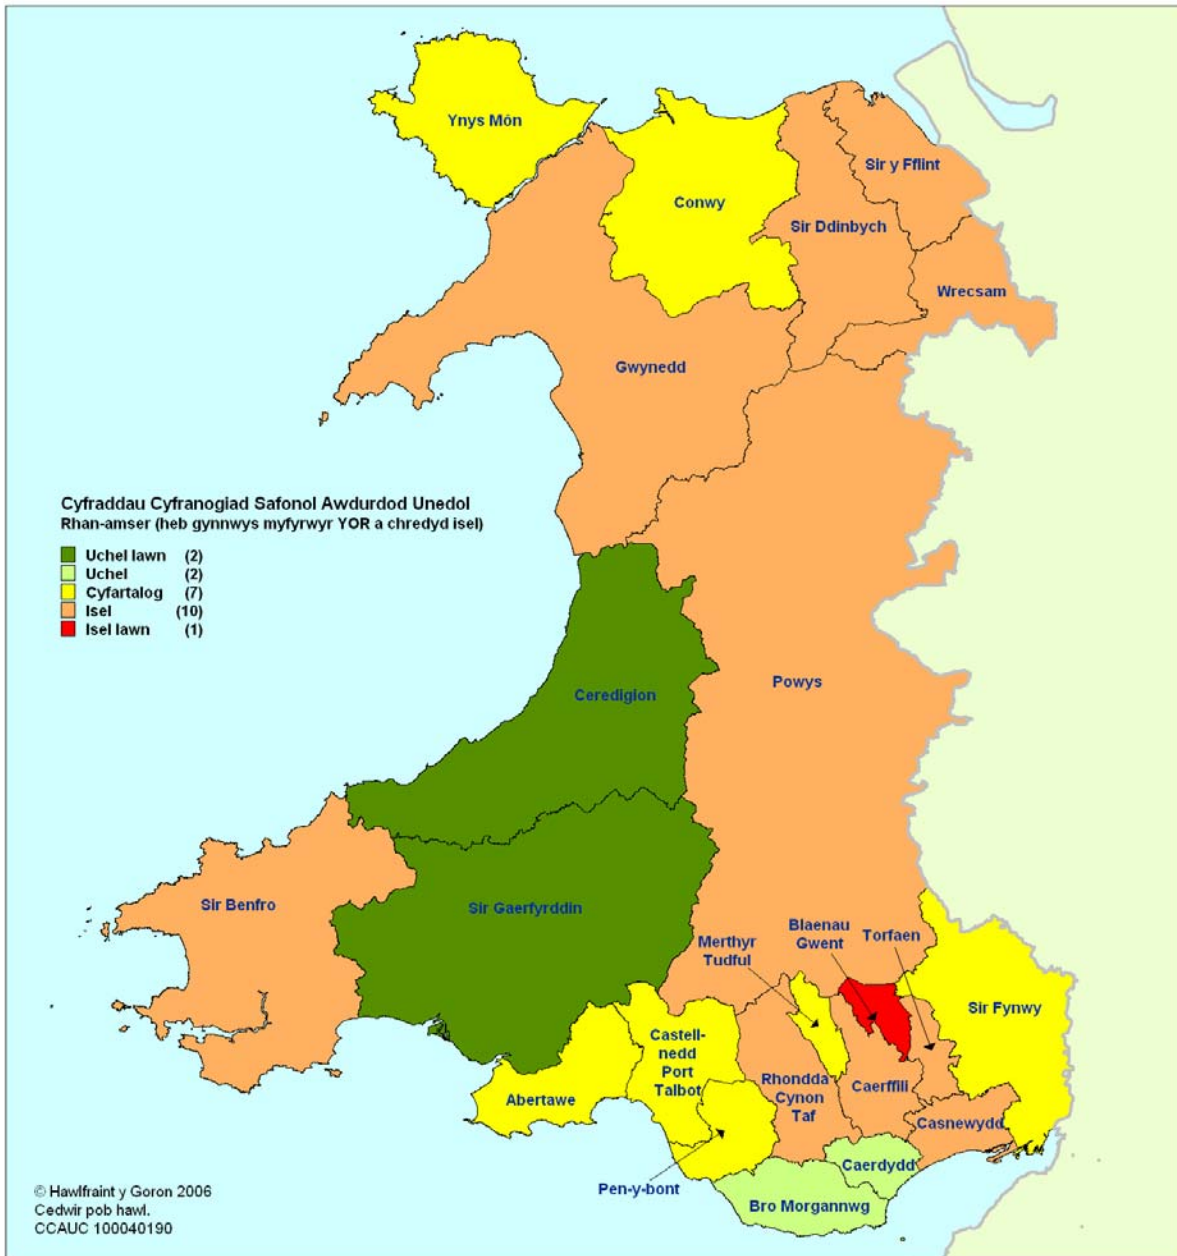 Ynys Môn
Conwy
Sir y Fflint
Sir Ddinbych
Wrecsam
Gwynedd
Cyfraddau Cyfranogiad Safonol Awdurdod Unedol
Rhan-amser (heb gynnwys myfyrwyr YOR a chredyd isel)
Uchel lawn (2)
Uchel (2)
Cyfartalog (7)
Isel (10)
Isel lawn (1)
Ceredigion
Powys
Sir Benfro
Sir Gaerfyrddin
Merthyr
Tudful
Blaenau
Gwent
Torfaen
Sir Fynwy
Castell-
nedd
Port
Talbot
Abertawe
Rhondda
Cynon
Taf
Caerffili
Casnewydd
Caerdydd
Pen-y-bont
Bro Morgannwg
© Hawlfraint y Goron 2006
Cedwir pob hawl.
CCAUC 100040190